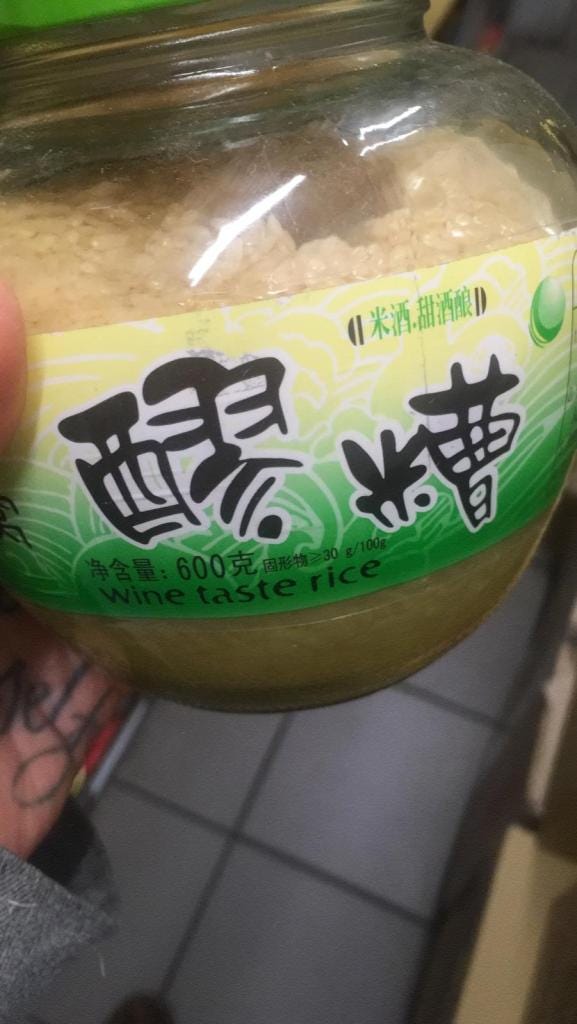 米酒.甜酒酿
醪糟
净含量：600克 固形物≥30 g/100g
wine taste rice